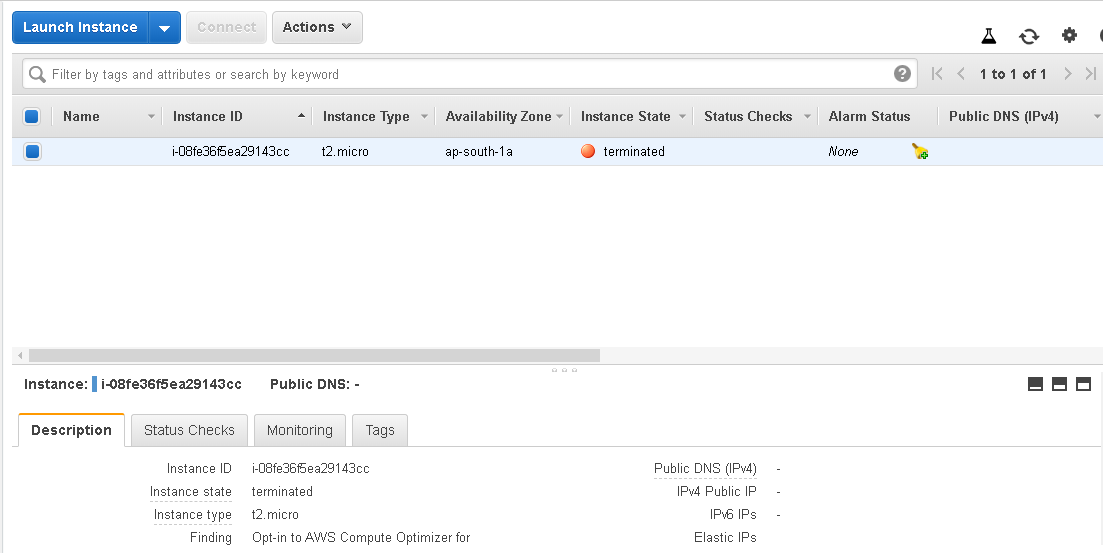 Launch Instance Connect Actions
Filter by tags and attributes or search by keyword ? 1 to 1 of 1
Name Instance ID Instance Type Availability Zone Instance State Status Checks Alarm Status Public DNS (IPv4)
i-08fe36f5ea29143cc t2.micro ap-south-1a terminated None
Instance: i-08fe36f5ea29143cc Public DNS: -
Description Status Checks Monitoring Tags
Instance ID i-08fe36f5ea29143cc Public DNS (IPv4) -
Instance state terminated IPv4 Public IP -
Instance type t2.micro IPv6 IPs -
Finding Opt-in to AWS Compute Optimizer for Elastic IPs